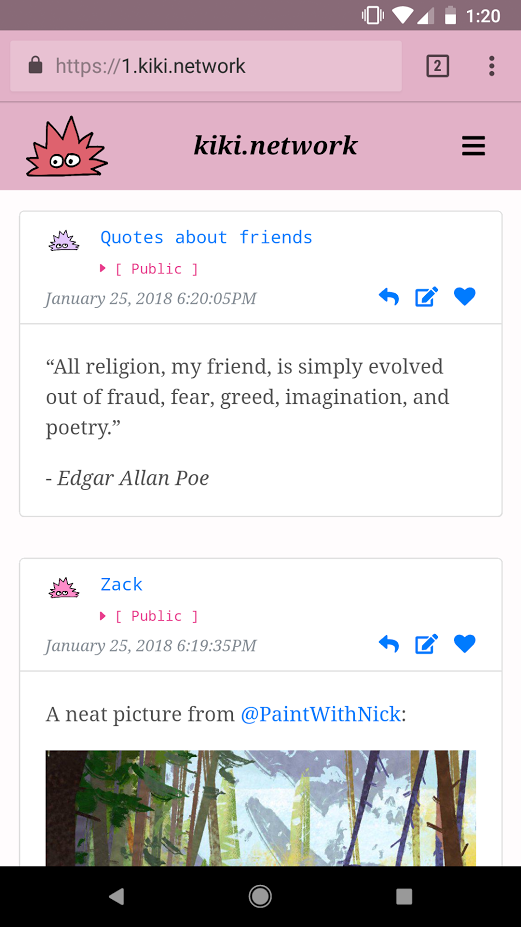 1:20
https://1.kiki.network
2
kiki.network
Quotes about friends
[ Public ]
January 25, 2018 6:20:05PM
“All religion, my friend, is simply evolved
out of fraud, fear, greed, imagination, and
poetry.”
- Edgar Allan Poe
Zack
[ Public ]
January 25, 2018 6:19:35PM
A neat picture from @PaintWithNick: